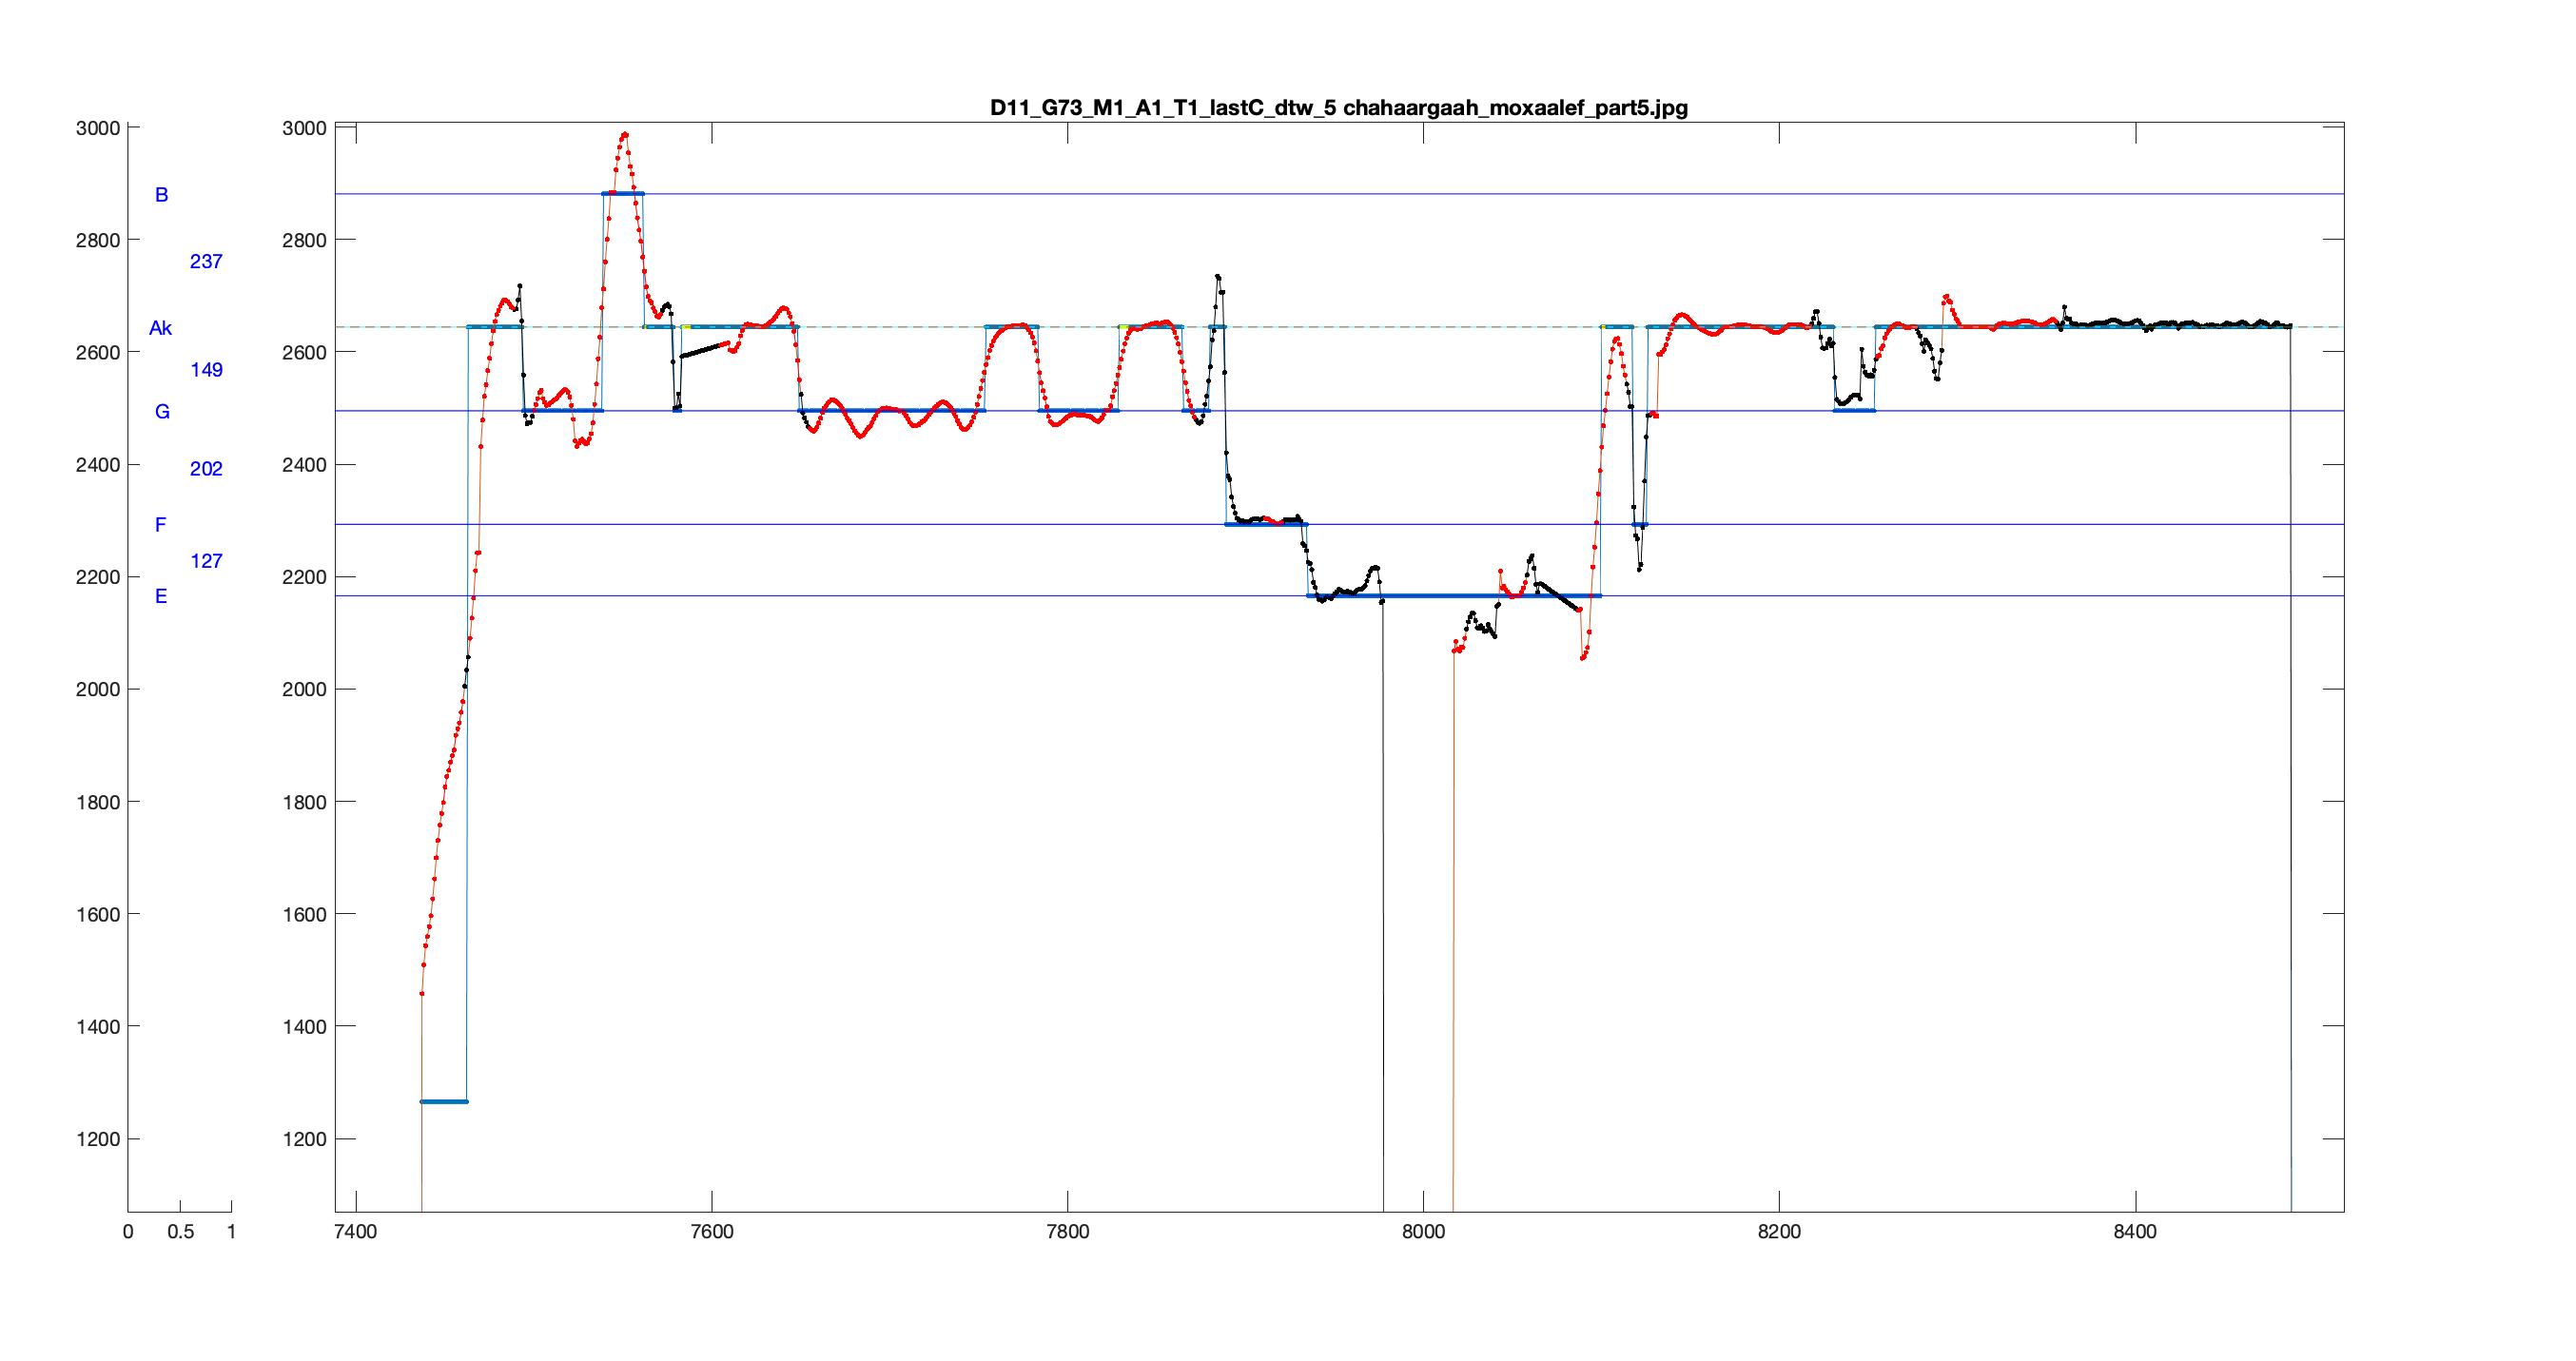 D11_G73_M1_A1_T1_lastC_dtw_5 chahaargaah_moxaalef_part5.jpg
3000 3000
B
2800 2800
237
Ak
2600 2600
149
G
2400 202 2400
F
127
2200 2200
E
2000 2000
1800 1800
1600 1600
1400 1400
1200 1200
0 0.5 1 7400 7600 7800 8000 8200 8400